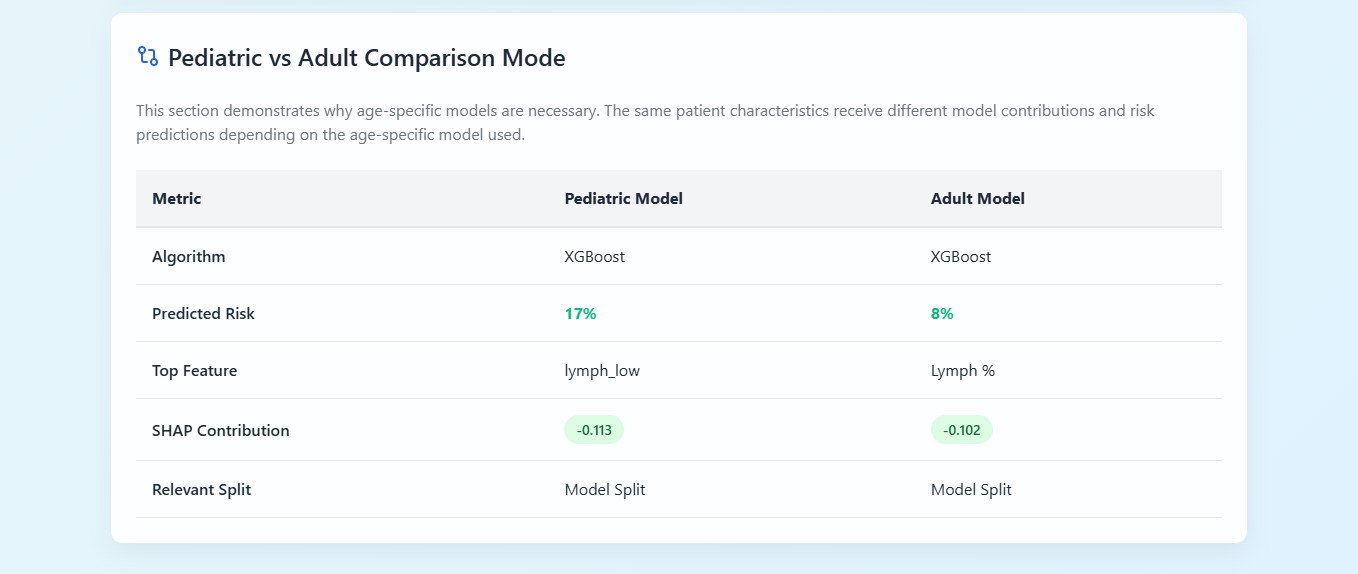 Pediatric vs Adult Comparison Mode
This section demonstrates why age-specific models are necessary. The same patient characteristics receive different model contributions and risk
predictions depending on the age-specific model used.
Metric Pediatric Model Adult Model
Algorithm XGBoost XGBoost
Predicted Risk 17% 8%
Top Feature lymph_low Lymph %
SHAP Contribution -0.113 -0.102
Relevant Split Model Split Model Split